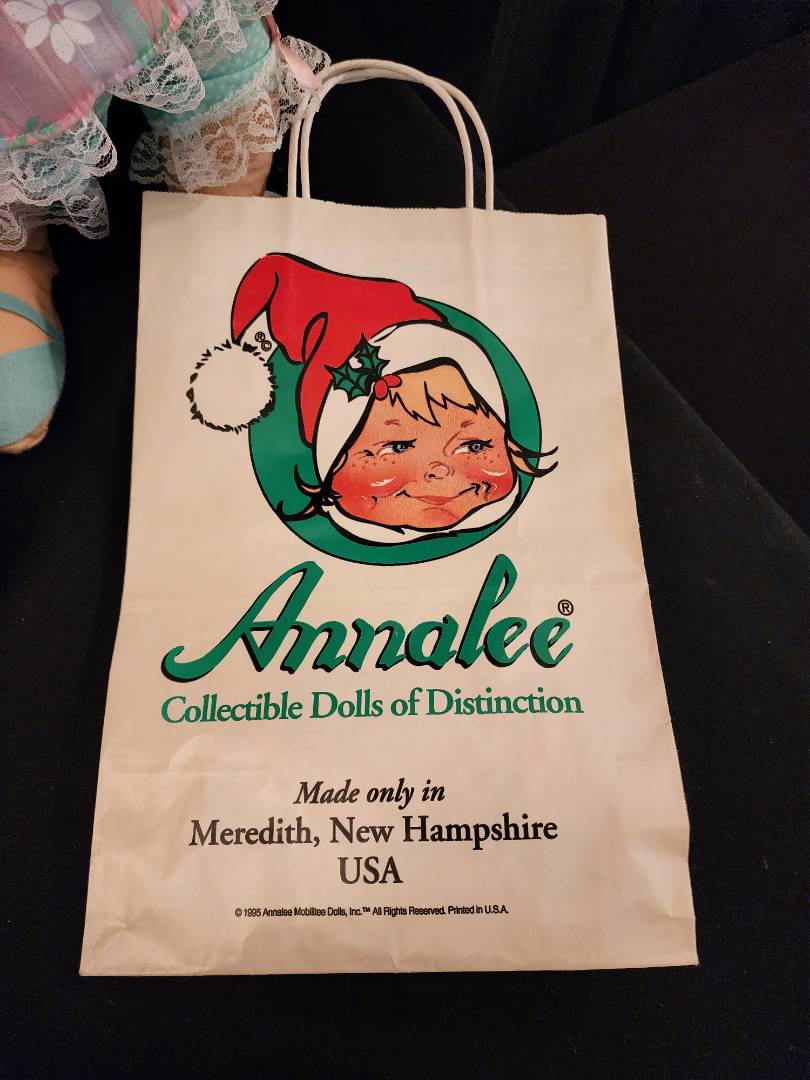 ®©
Annalee®
Collectible Dolls of Distinction
Made only in
Meredith, New Hampshire
USA
© 1995 Annalee Mobilitee Dolls, Inc.™ All Rights Reserved. Printed in U.S.A.